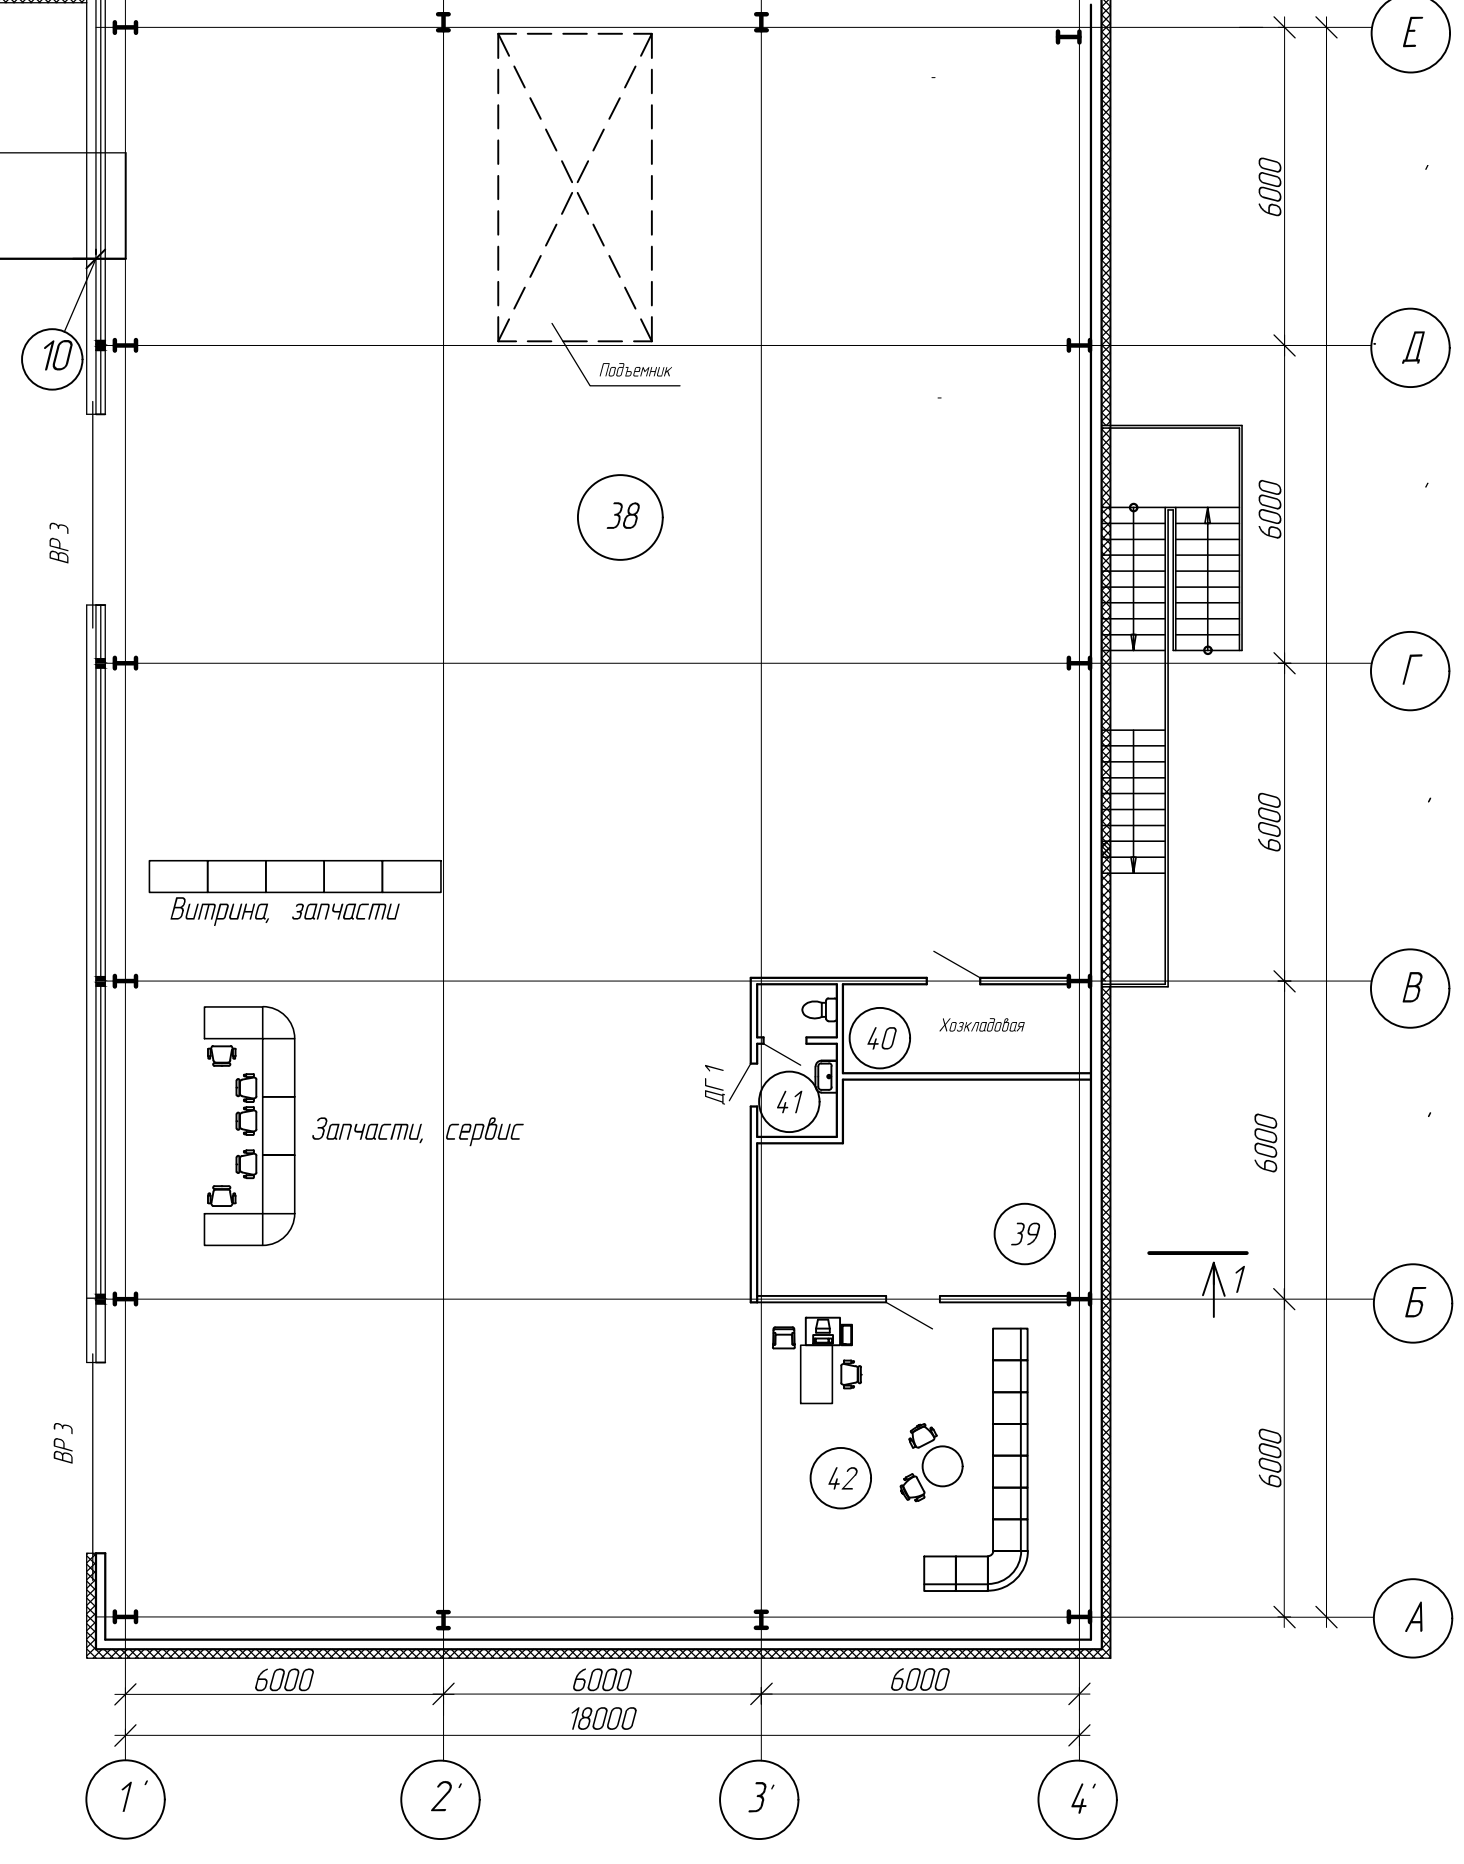 Е
6000
10
Подъемник
Д
38
ВР 3
6000
Г
6000
Витрина, запчасти
В
40
Хозкладовая
ДГ 1
41
Запчасти, сервис
6000
39
1
Б
ВР 3
42
6000
А
6000
6000
6000
18000
1'
2'
3'
4'